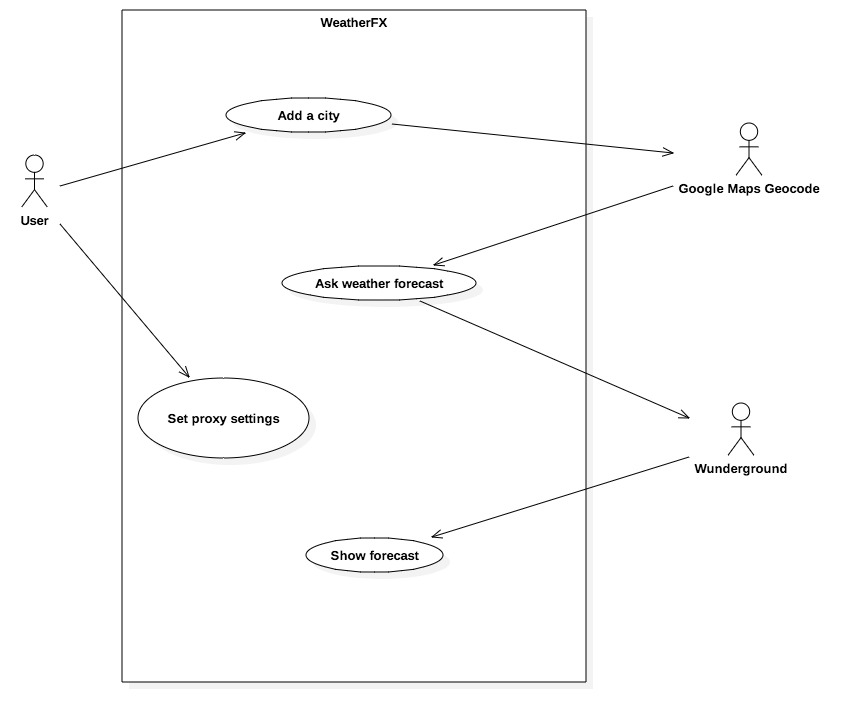 WeatherFX
Add a city
Google Maps Geocode
User
Ask weather forecast
Set proxy settings
Wunderground
Show forecast